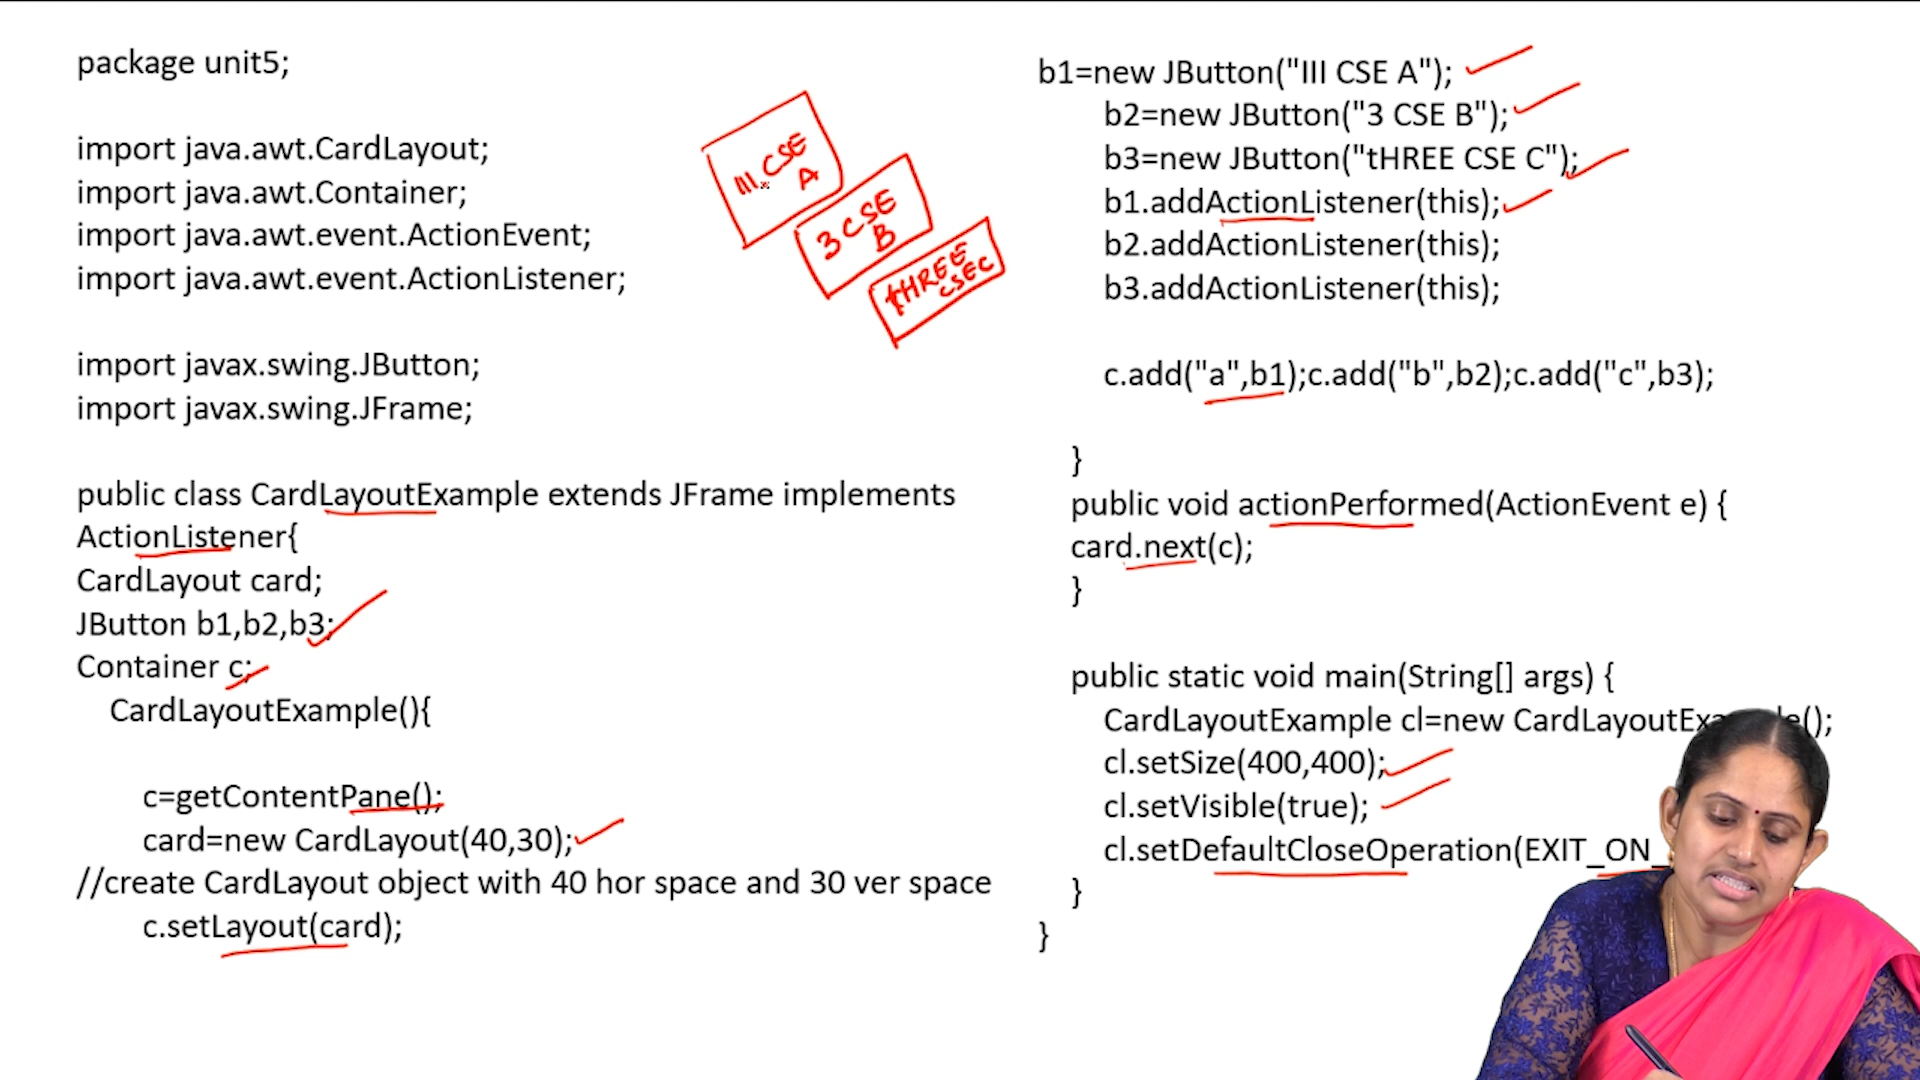 package unit5;
import java.awt.CardLayout;
import java.awt.Container;
import java.awt.event.ActionEvent;
import java.awt.event.ActionListener;
import javax.swing.JButton;
import javax.swing.JFrame;
public class CardLayoutExample extends JFrame implements
ActionListener{
CardLayout card;
JButton b1,b2,b3;
Container c;
CardLayoutExample(){
c=getContentPane();
card=new CardLayout(40,30);
//create CardLayout object with 40 hor space and 30 ver space
c.setLayout(card);
III CSE
A
3 CSE
B
tHREE
CSE C
b1=new JButton("III CSE A");
b2=new JButton("3 CSE B");
b3=new JButton("tHREE CSE C");
b1.addActionListener(this);
b2.addActionListener(this);
b3.addActionListener(this);
c.add("a",b1);c.add("b",b2);c.add("c",b3);
}
public void actionPerformed(ActionEvent e) {
card.next(c);
}
public static void main(String[] args) {
CardLayoutExample cl=new CardLayoutExample();
cl.setSize(400,400);
cl.setVisible(true);
cl.setDefaultCloseOperation(EXIT_ON_
}
}